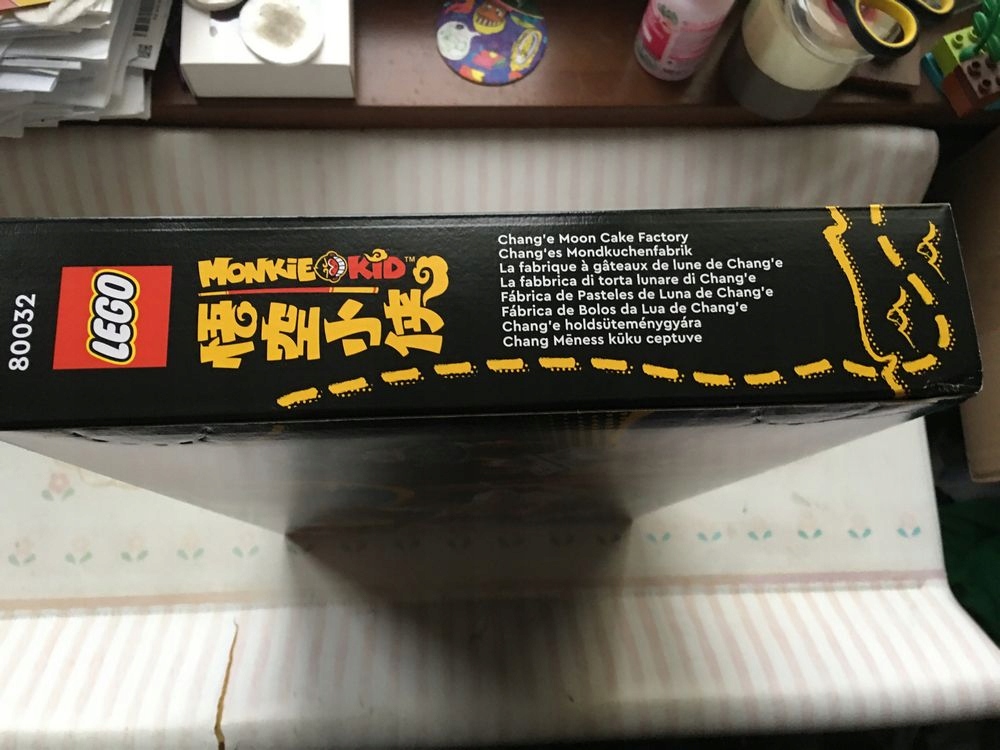 80032
LEGO
MONKIE KID™
悟空小侠
Chang'e Moon Cake Factory
Chang'es Mondkuchenfabrik
La fabrique à gâteaux de lune de Chang'e
La fabbrica di torta lunare di Chang'e
Fábrica de Pasteles de Luna de Chang'e
Fábrica de Bolos da Lua de Chang'e
Chang'e holdsüteménygyára
Chang Mēness kūku ceptuve